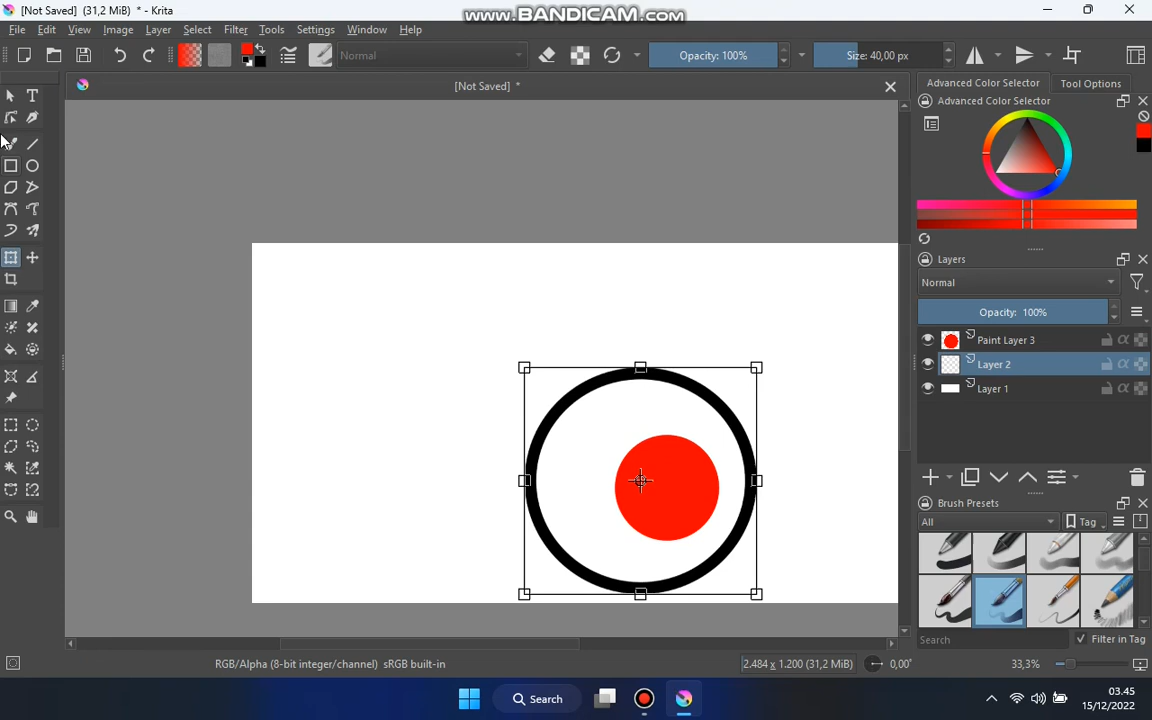 [Not Saved] (31,2 MiB) * - Krita
www.BANDICAM.com
File Edit View Image Layer Select Filter Tools Settings Window Help
Normal
Opacity: 100%
Size: 40,00 px
[Not Saved] *
Advanced Color Selector
Tool Options
Advanced Color Selector
Layers
Normal
Opacity: 100%
Paint Layer 3
Layer 2
Layer 1
Brush Presets
All
Tag
Search
Filter in Tag
RGB/Alpha (8-bit integer/channel) sRGB built-in
2.484 x 1.200 (31,2 MiB)
0,00°
33,3%
Search
03.45
15/12/2022